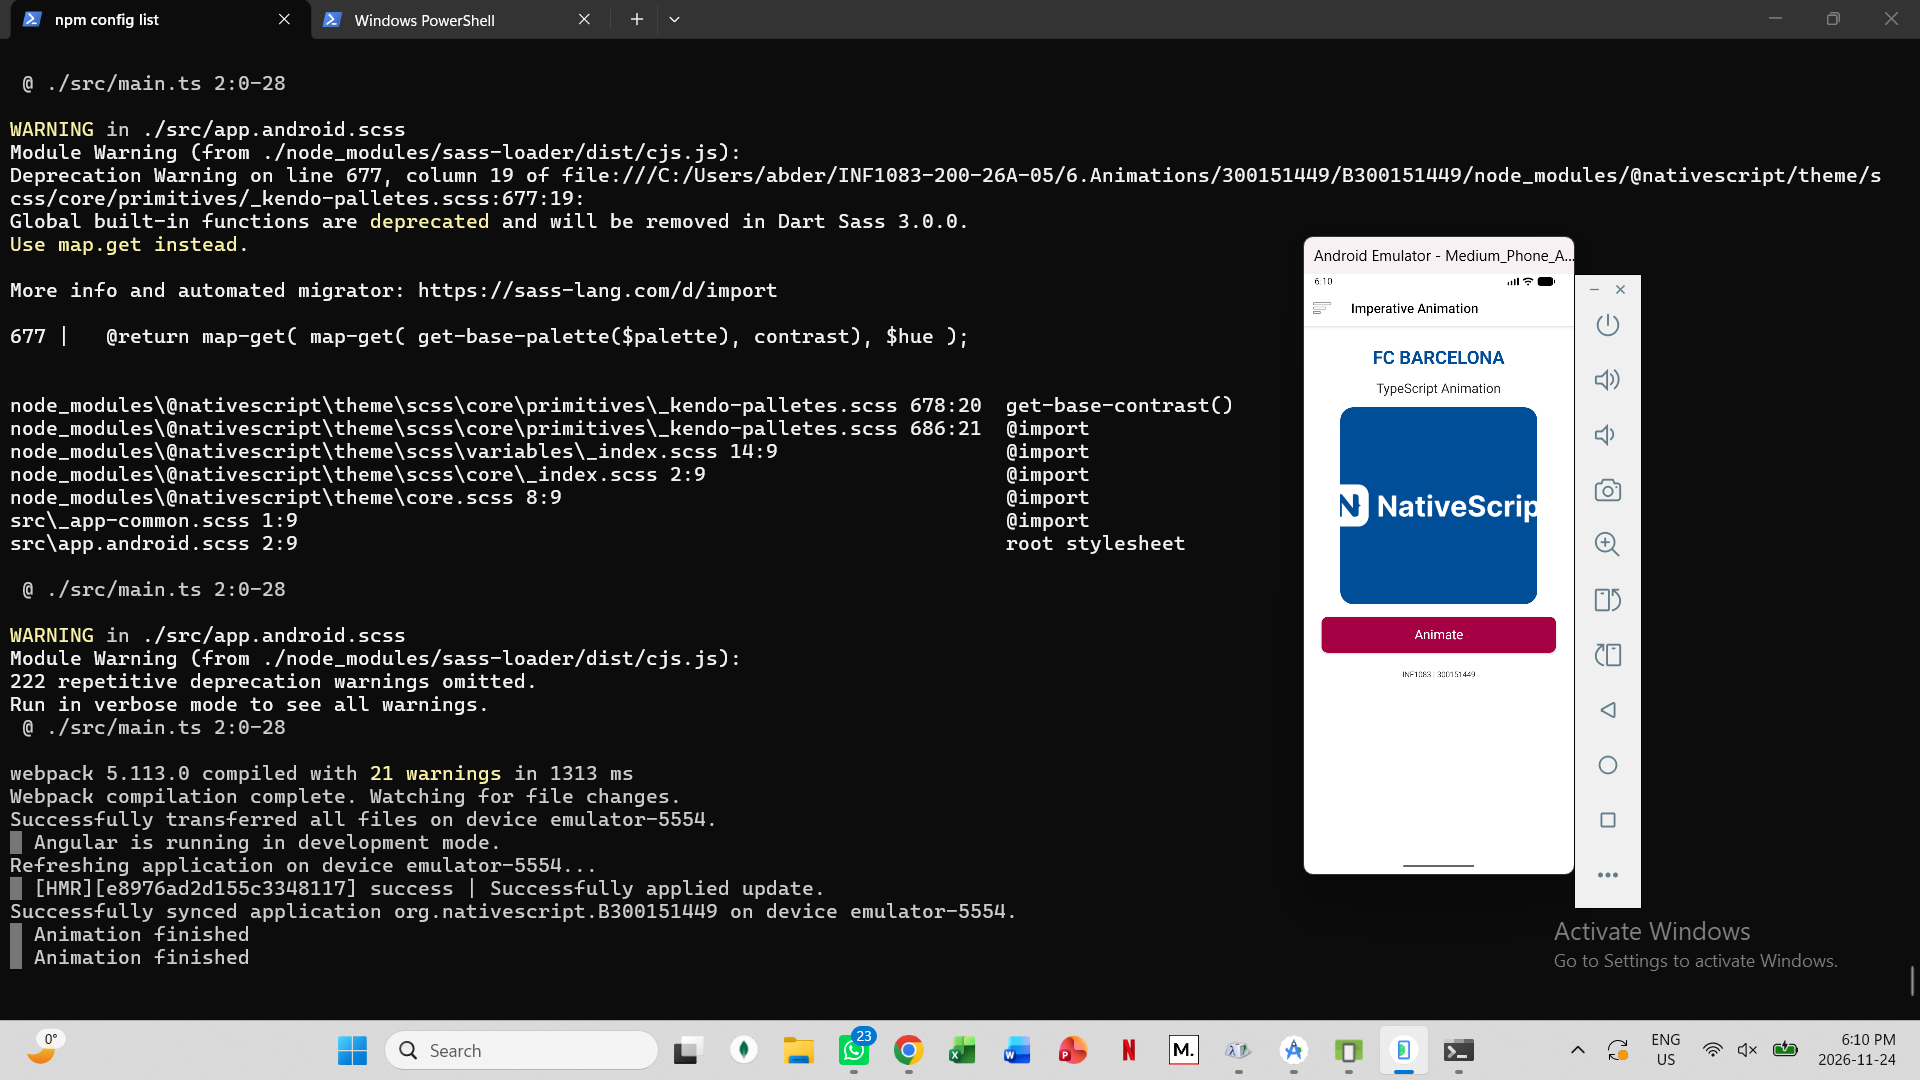 npm config list
Windows PowerShell
@ ./src/main.ts 2:0-28
WARNING in ./src/app.android.scss
Module Warning (from ./node_modules/sass-loader/dist/cjs.js):
Deprecation Warning on line 677, column 19 of file:///C:/Users/abder/INF1083-200-26A-05/6.Animations/300151449/B300151449/node_modules/@nativescript/theme/s
css/core/primitives/_kendo-palletes.scss:677:19:
Global built-in functions are deprecated and will be removed in Dart Sass 3.0.0.
Use map.get instead.
More info and automated migrator: https://sass-lang.com/d/import
677 |   @return map-get( map-get( get-base-palette($palette), contrast), $hue );
node_modules\@nativescript\theme\scss\core\primitives\_kendo-palletes.scss 678:20  get-base-contrast()
node_modules\@nativescript\theme\scss\core\primitives\_kendo-palletes.scss 686:21  @import
node_modules\@nativescript\theme\scss\variables\_index.scss 14:9  @import
node_modules\@nativescript\theme\scss\core\_index.scss 2:9  @import
node_modules\@nativescript\theme\core.scss 8:9  @import
src\_app-common.scss 1:9  @import
src\app.android.scss 2:9  root stylesheet
@ ./src/main.ts 2:0-28
WARNING in ./src/app.android.scss
Module Warning (from ./node_modules/sass-loader/dist/cjs.js):
222 repetitive deprecation warnings omitted.
Run in verbose mode to see all warnings.
@ ./src/main.ts 2:0-28
webpack 5.113.0 compiled with 21 warnings in 1313 ms
Webpack compilation complete. Watching for file changes.
Successfully transferred all files on device emulator-5554.
Angular is running in development mode.
Refreshing application on device emulator-5554...
[HMR][e8976ad2d155c3348117] success | Successfully applied update.
Successfully synced application org.nativescript.B300151449 on device emulator-5554.
Animation finished
Animation finished
Android Emulator - Medium_Phone_A...
6:10
Imperative Animation
FC BARCELONA
TypeScript Animation
N NativeScrip
Animate
INF1083 | 300151449
Activate Windows
Go to Settings to activate Windows.
0°
Search
23
M.
ENG
US
6:10 PM
2026-11-24